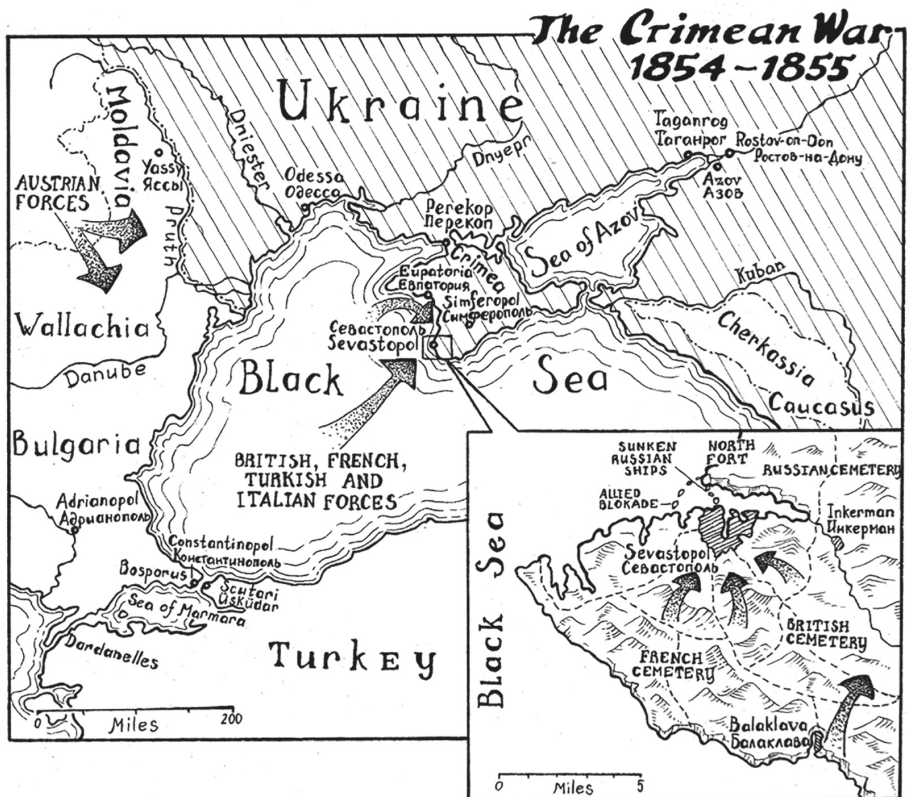 The Crimean War
1854–1855
Ukraine
Moldavia
Dniester
Dnyepr
Taganrog
Таганрог
Rostov-on-Don
Ростов-на-Дону
Azov
Азов
Yassy
Яссы
Odessa
Одесса
AUSTRIAN
FORCES
Pruth
Perekop
Перекоп
Sea of Azov
Crimea
Eupatoria
Евпатория
Simferopol
Симферополь
Kuban
Wallachia
Севастополь
Sevastopol
Cherkassia
Danube
Black Sea
Caucasus
Bulgaria
BRITISH, FRENCH,
TURKISH AND
ITALIAN FORCES
Adrianopol
Адрианополь
Constantinopol
Константинополь
Bosporus
Scutari
Üsküdar
Sea of Marmara
Dardanelles
Turkey
0 200
Miles
SUNKEN
RUSSIAN
SHIPS
NORTH
FORT
RUSSIAN CEMETERY
ALLIED
BLOKADE
Inkerman
Инкерман
Sevastopol
Севастополь
Black Sea
BRITISH
CEMETERY
FRENCH
CEMETERY
Balaklava
Балаклава
0 5
Miles